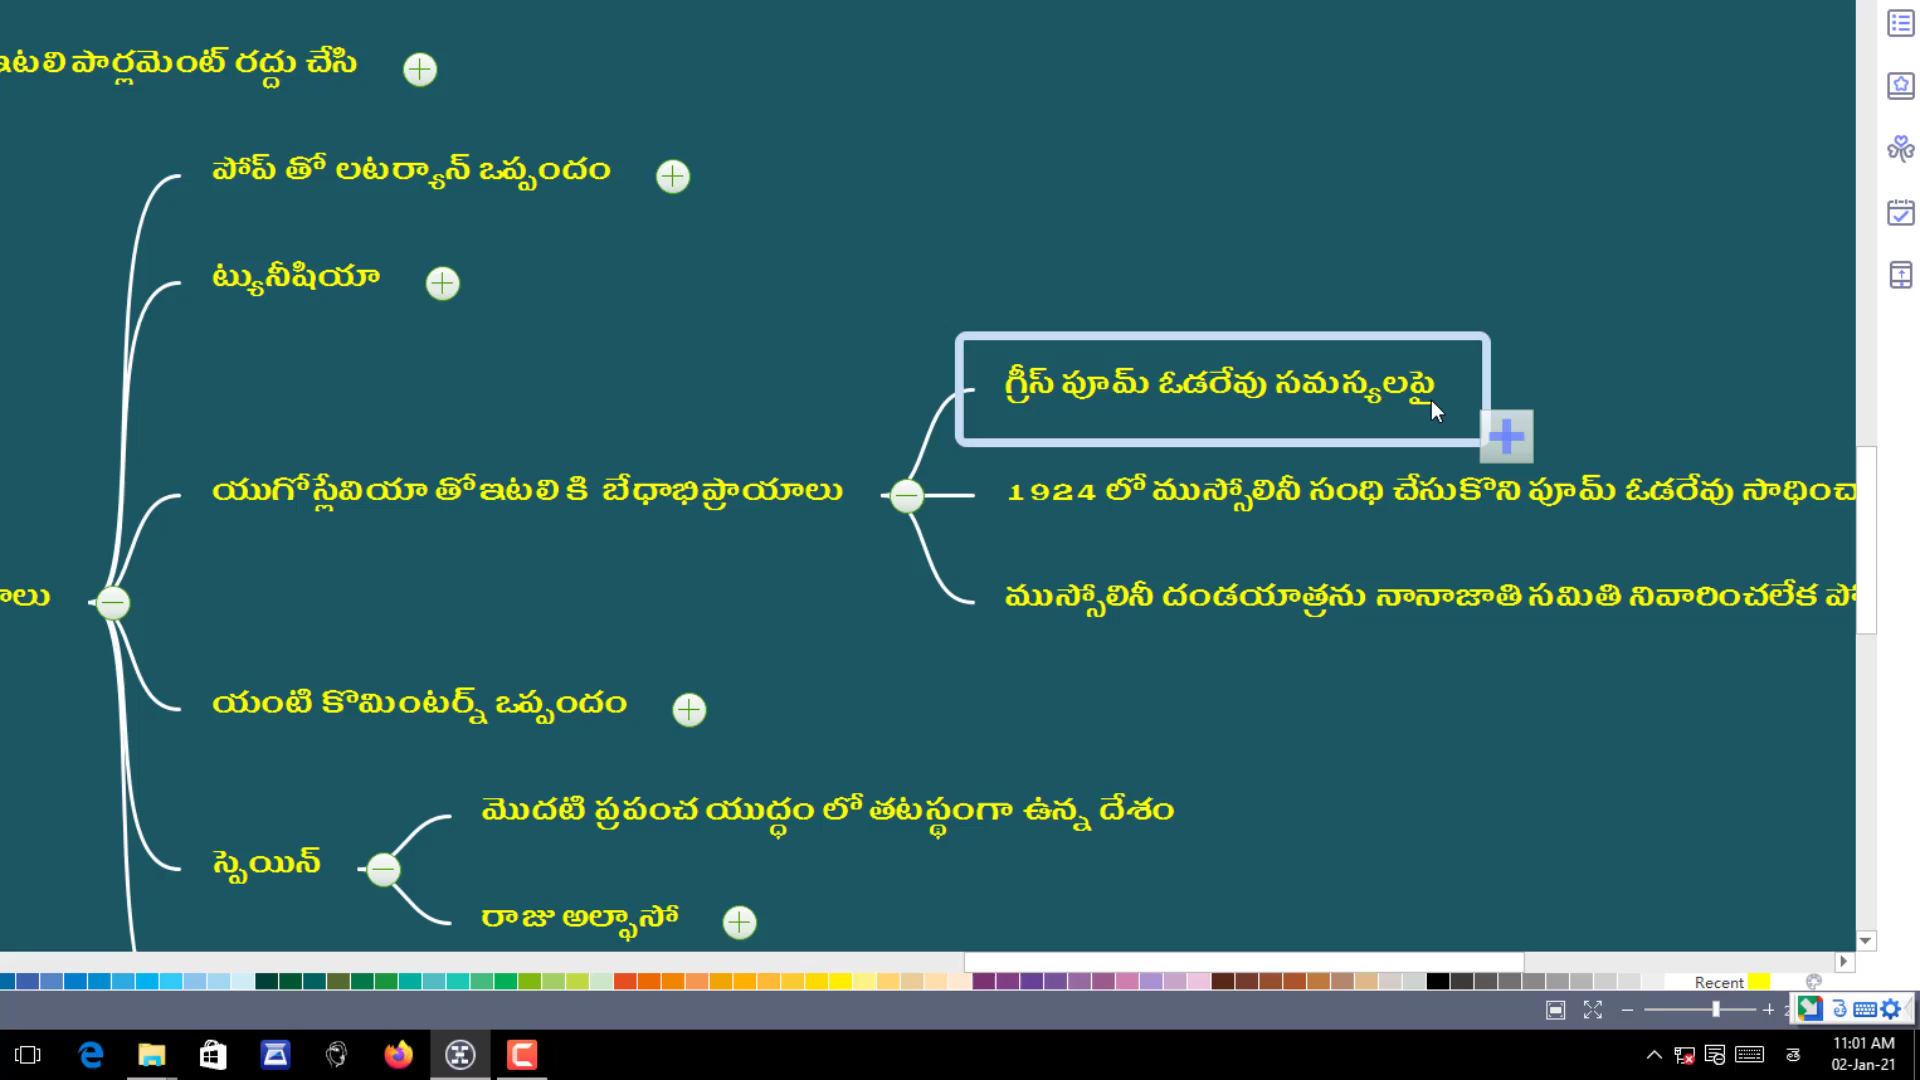 ఇటలి పార్లమెంట్ రద్దు చేసి
పోప్ తో లటర్యాన్ ఒప్పందం
ట్యునీషియా
గ్రీస్ పూమ్ ఓడరేవు సమస్యలపై
యుగోస్లేవియా తో ఇటలి కి బేధాభిప్రాయాలు
1924 లో ముస్సోలినీ సంధి చేసుకొని పూమ్ ఓడరేవు సాధించా
ముస్సోలినీ దండయాత్రను నానాజాతి సమితి నివారించలేక పో
యంటి కొమింటర్న్ ఒప్పందం
మొదటి ప్రపంచ యుద్ధం లో తటస్థంగా ఉన్న దేశం
స్పెయిన్
రాజు అల్ఫాసో
Recent
తె
11:01 AM
02-Jan-21